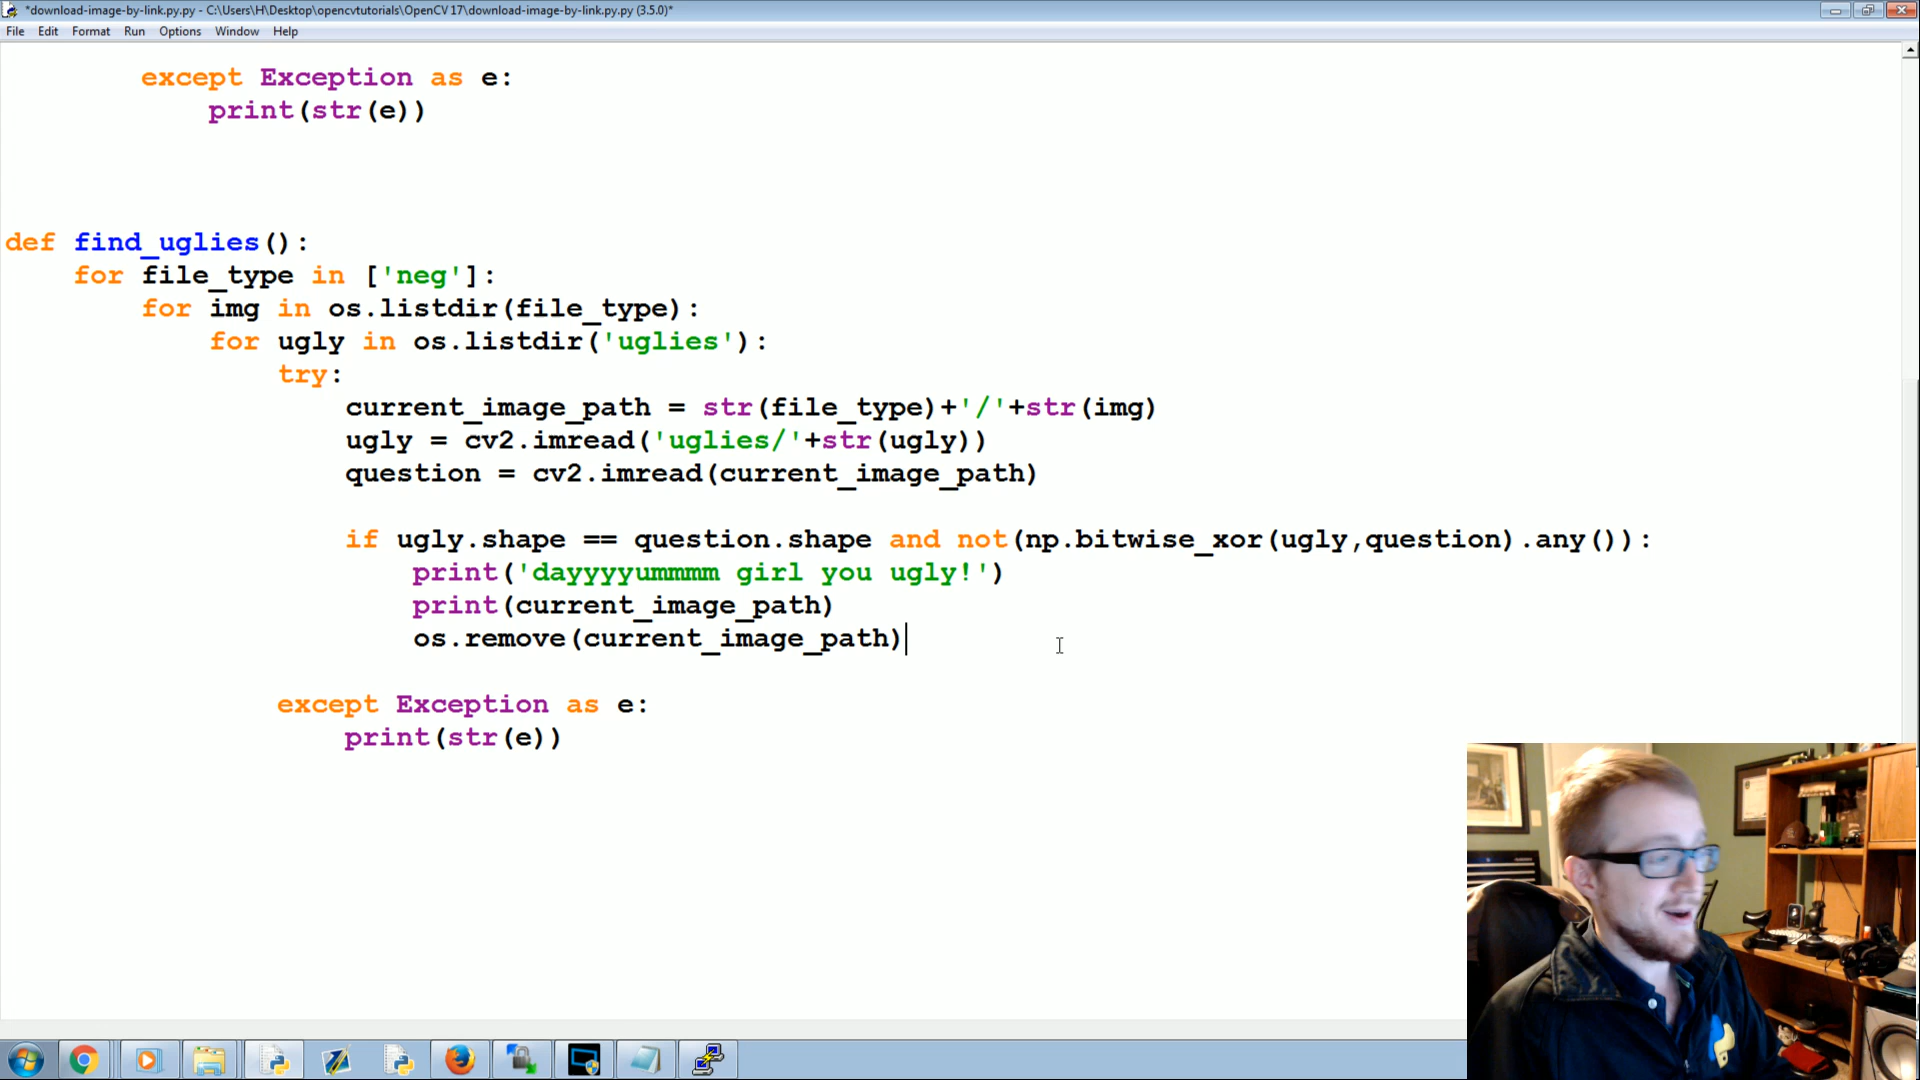 *download-image-by-link.py.py - C:\Users\H\Desktop\opencvtutorials\OpenCV 17\download-image-by-link.py.py (3.5.0)*
File Edit Format Run Options Window Help
except Exception as e:
print(str(e))
def find_uglies():
for file_type in ['neg']:
for img in os.listdir(file_type):
for ugly in os.listdir('uglies'):
try:
current_image_path = str(file_type)+'/'+str(img)
ugly = cv2.imread('uglies/'+str(ugly))
question = cv2.imread(current_image_path)
if ugly.shape == question.shape and not(np.bitwise_xor(ugly,question).any()):
print('dayyyyummmm girl you ugly!')
print(current_image_path)
os.remove(current_image_path)
except Exception as e:
print(str(e))